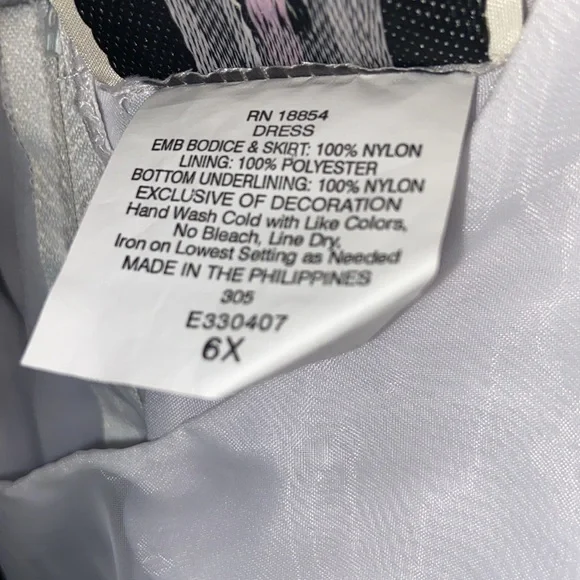 RN 18854
DRESS
EMB BODICE & SKIRT: 100% NYLON
LINING: 100% POLYESTER
BOTTOM UNDERLINING: 100% NYLON
EXCLUSIVE OF DECORATION
Hand Wash Cold with Like Colors,
No Bleach, Line Dry,
Iron on Lowest Setting as Needed
MADE IN THE PHILIPPINES
305
E330407
6X